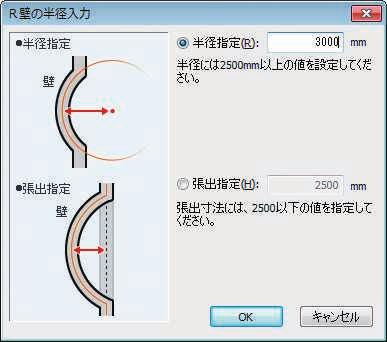 R壁の半径入力
●半径指定
壁
半径指定(R):
3000 mm
半径には2500mm以上の値を設定してくだ
さい。
●張出指定
壁
張出指定(H):
2500 mm
張出寸法には、2500以下の値を指定して
ください。
OK
キャンセル